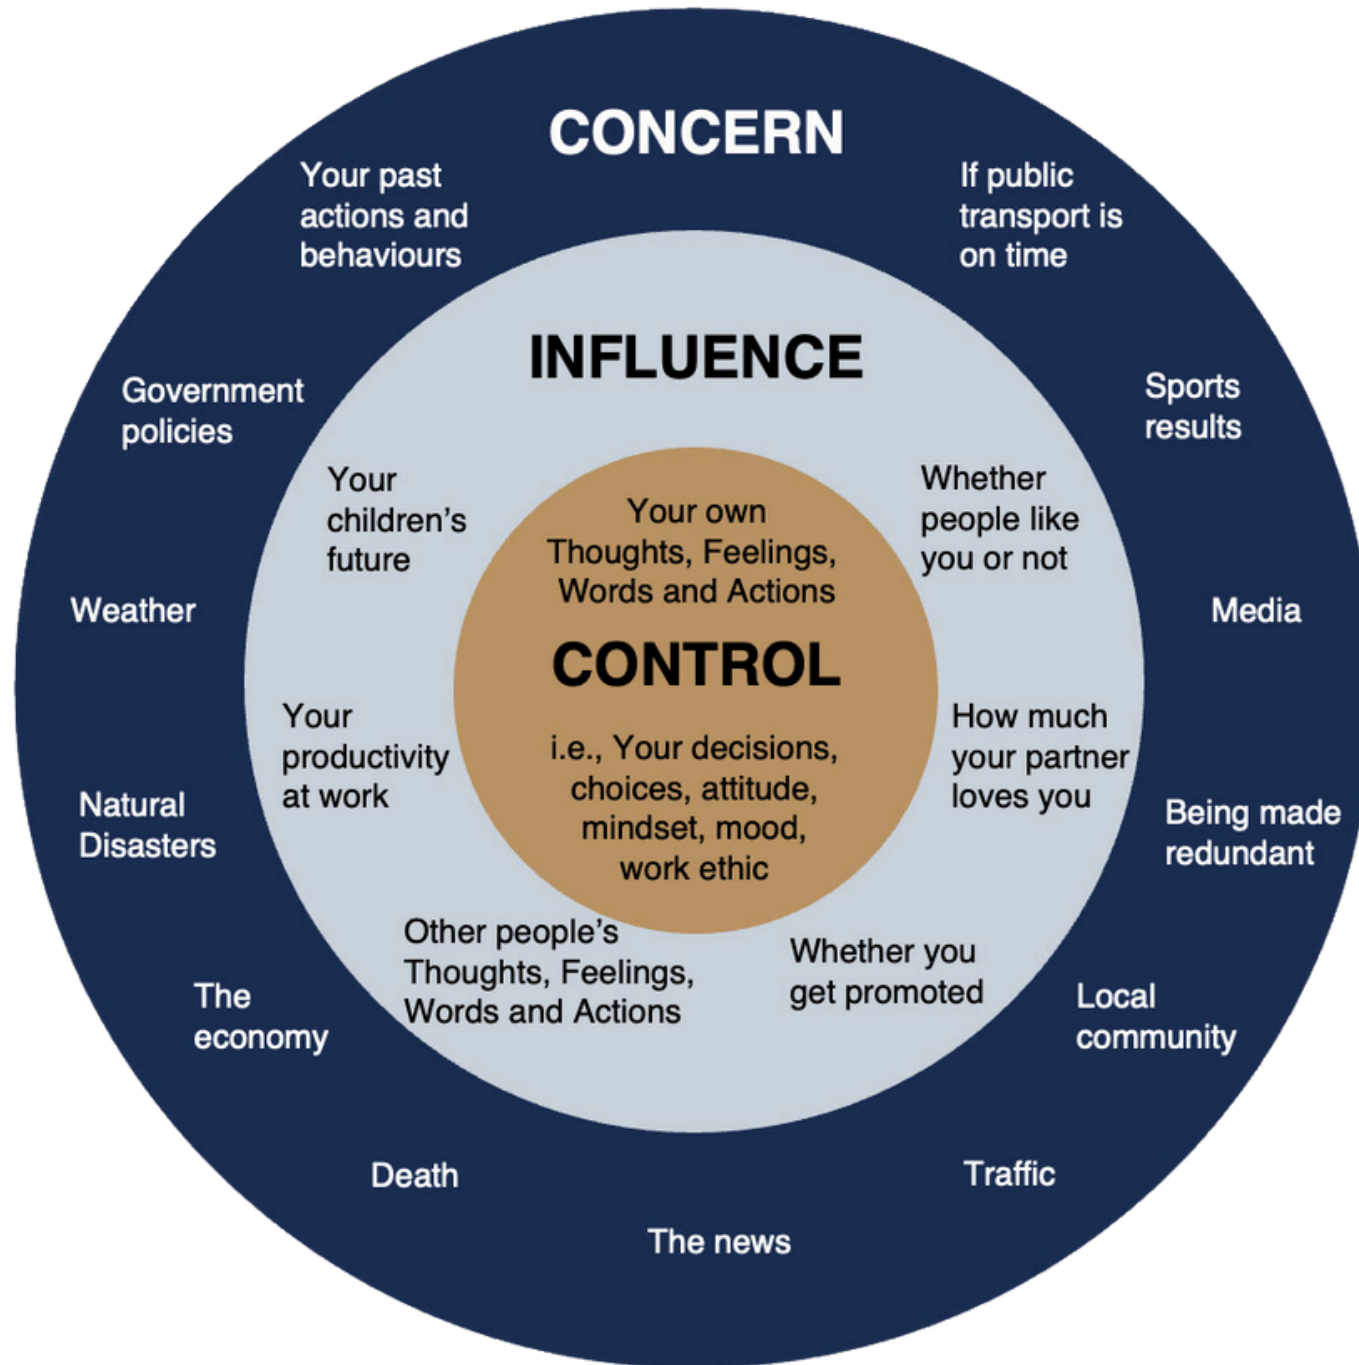 CONCERN
Your past
actions and
behaviours
If public
transport is
on time
Government
policies
Sports
results
Weather
Media
Natural
Disasters
Being made
redundant
The
economy
Local
community
Death
Traffic
The news
INFLUENCE
Your
children's
future
Whether
people like
you or not
Your
productivity
at work
How much
your partner
loves you
Other people's
Thoughts, Feelings,
Words and Actions
Whether you
get promoted
Your own
Thoughts, Feelings,
Words and Actions
CONTROL
i.e., Your decisions,
choices, attitude,
mindset, mood,
work ethic